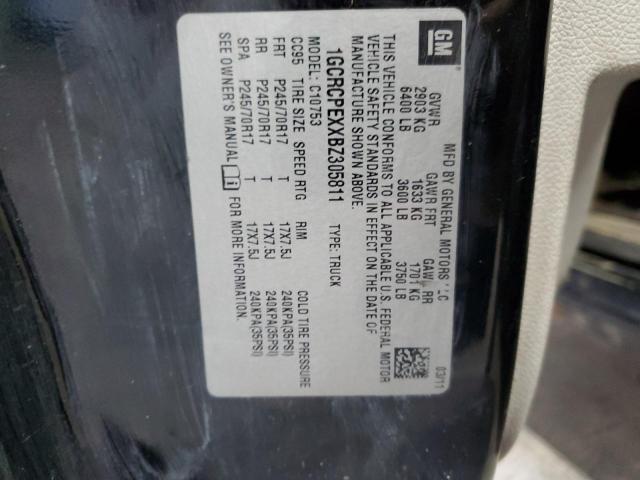 GM
MFD BY GENERAL MOTORS LLC 03/11
GVWR GAWR FRT GAWR RR
2903 KG 1633 KG 1701 KG
6400 LB 3600 LB 3750 LB
THIS VEHICLE CONFORMS TO ALL APPLICABLE U.S. FEDERAL MOTOR
VEHICLE SAFETY STANDARDS IN EFFECT ON THE DATE OF
MANUFACTURE SHOWN ABOVE.
1GCRCPEXXBZ305811 TYPE: TRUCK
MODEL: C10753
CC95 TIRE SIZE SPEED RTG RIM COLD TIRE PRESSURE
FRT P245/70R17 T 17X7.5J 240KPA(35PSI)
RR P245/70R17 T 17X7.5J 240KPA(35PSI)
SPA P245/70R17 T 17X7.5J 240KPA(35PSI)
SEE OWNER'S MANUAL i FOR MORE INFORMATION.